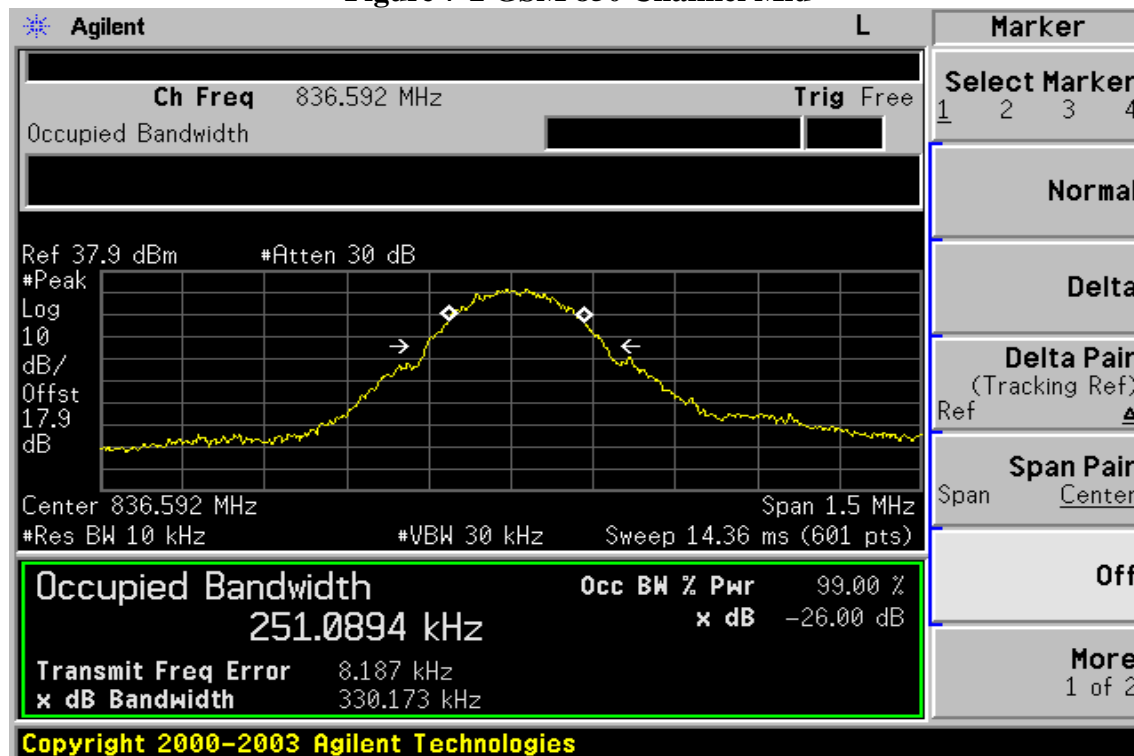 Agilent
L
Marker
Ch Freq 836.592 MHz
Trig Free
Occupied Bandwidth
Select Marker
1 2 3 4
Normal
Delta
Delta Pair
(Tracking Ref)
Ref Δ
Span Pair
Span Center
Off
More
1 of 2
Ref 37.9 dBm #Atten 30 dB
#Peak
Log
10
dB/
Offst
17.9
dB
Center 836.592 MHz Span 1.5 MHz
#Res BW 10 kHz #VBW 30 kHz Sweep 14.36 ms (601 pts)
Occupied Bandwidth
251.0894 kHz
Occ BW % Pwr 99.00 %
x dB -26.00 dB
Transmit Freq Error 8.187 kHz
x dB Bandwidth 330.173 kHz
Copyright 2000-2003 Agilent Technologies